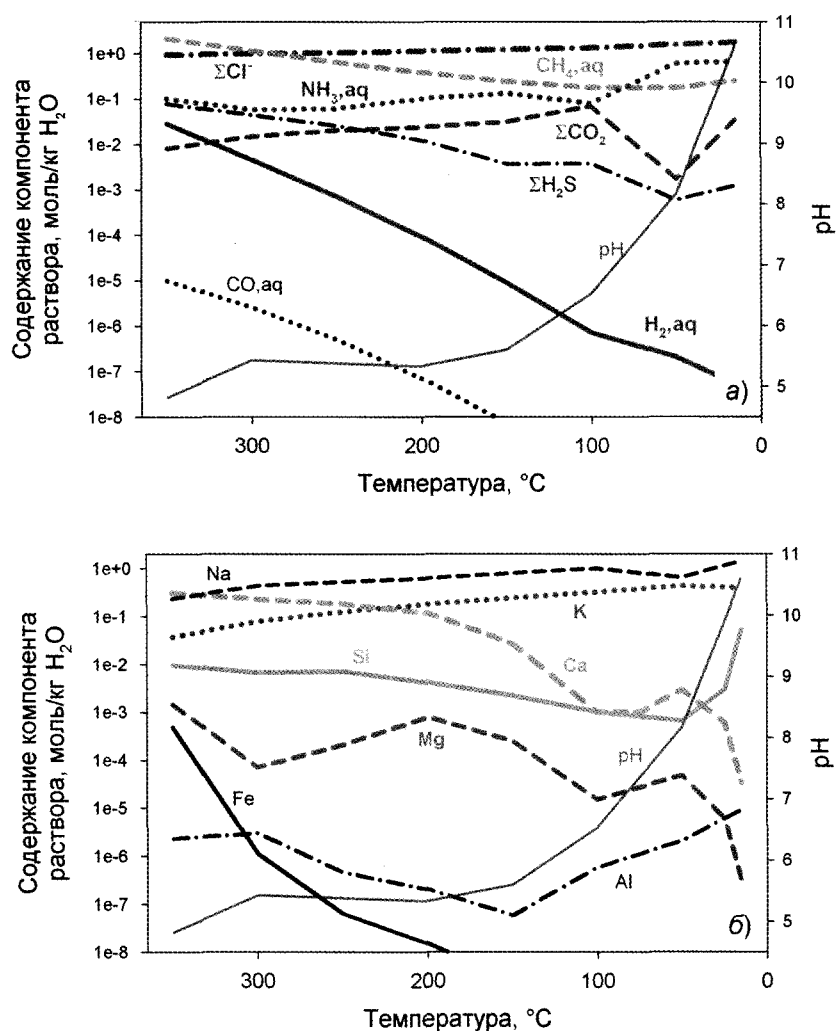 Содержание компонента
раствора, моль/кг H₂O
1e+0
1e-1
1e-2
1e-3
1e-4
1e-5
1e-6
1e-7
1e-8
ΣCl⁻
CH₄,aq
NH₃,aq
ΣCO₂
ΣH₂S
pH
CO,aq
H₂,aq
а)
11
10
9
8
7
6
5
pH
300
200
100
0
Температура, °C
Содержание компонента
раствора, моль/кг H₂O
1e+0
1e-1
1e-2
1e-3
1e-4
1e-5
1e-6
1e-7
1e-8
Na
K
Si
Ca
Mg
pH
Fe
Al
б)
11
10
9
8
7
6
5
pH
300
200
100
0
Температура, °C